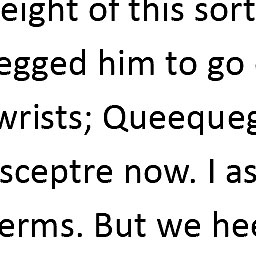 eight of this sort
egged him to go
wrists; Queequeg
sceptre now. I as
erms. But we hee